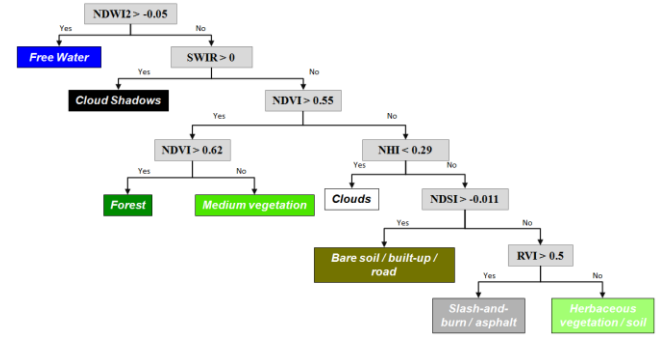 NDWI2 > -0.05
Yes
No
Free Water
SWIR > 0
Yes
No
Cloud Shadows
NDVI > 0.55
Yes
No
NDVI > 0.62
NHI < 0.29
Yes
No
Yes
No
Forest
Medium vegetation
Clouds
NDSI > -0.011
Yes
No
Bare soil / built-up /
road
RVI > 0.5
Yes
No
Slash-and-
burn / asphalt
Herbaceous
vegetation / soil